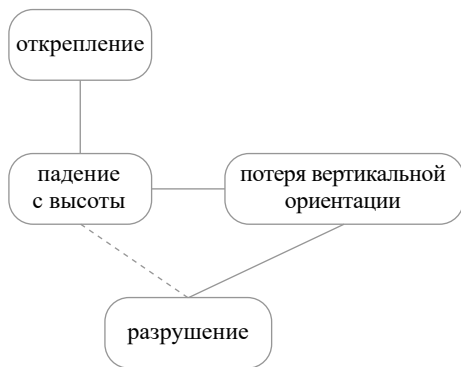 открепление
падение
с высоты
потеря вертикальной
ориентации
разрушение